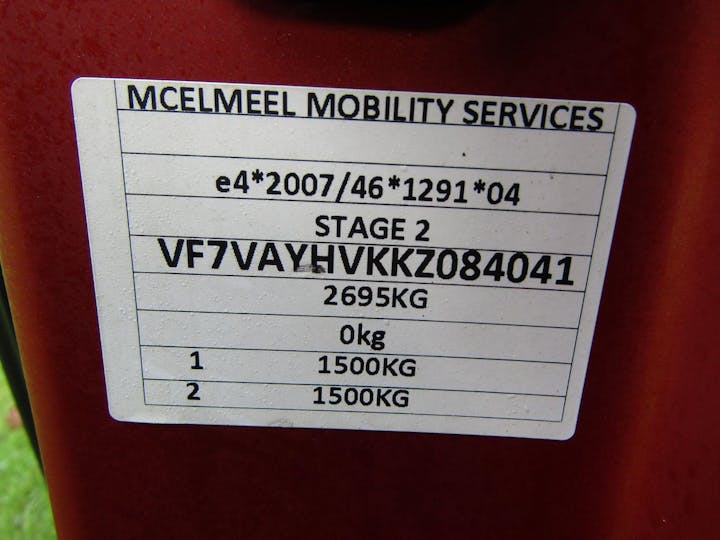 MCELMEEL MOBILITY SERVICES
e4*2007/46*1291*04
STAGE 2
VF7VAYHVKKZ084041
2695KG
0kg
1 1500KG
2 1500KG